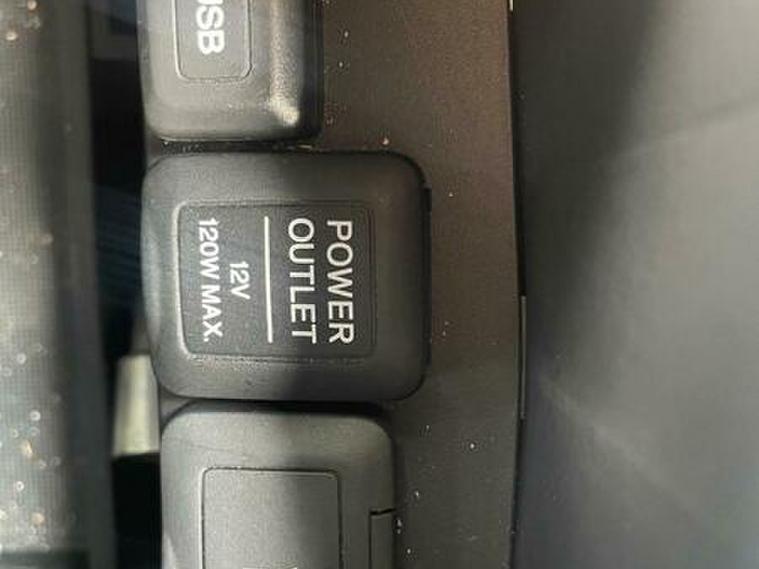 USB
POWER
OUTLET
12V
120W MAX.